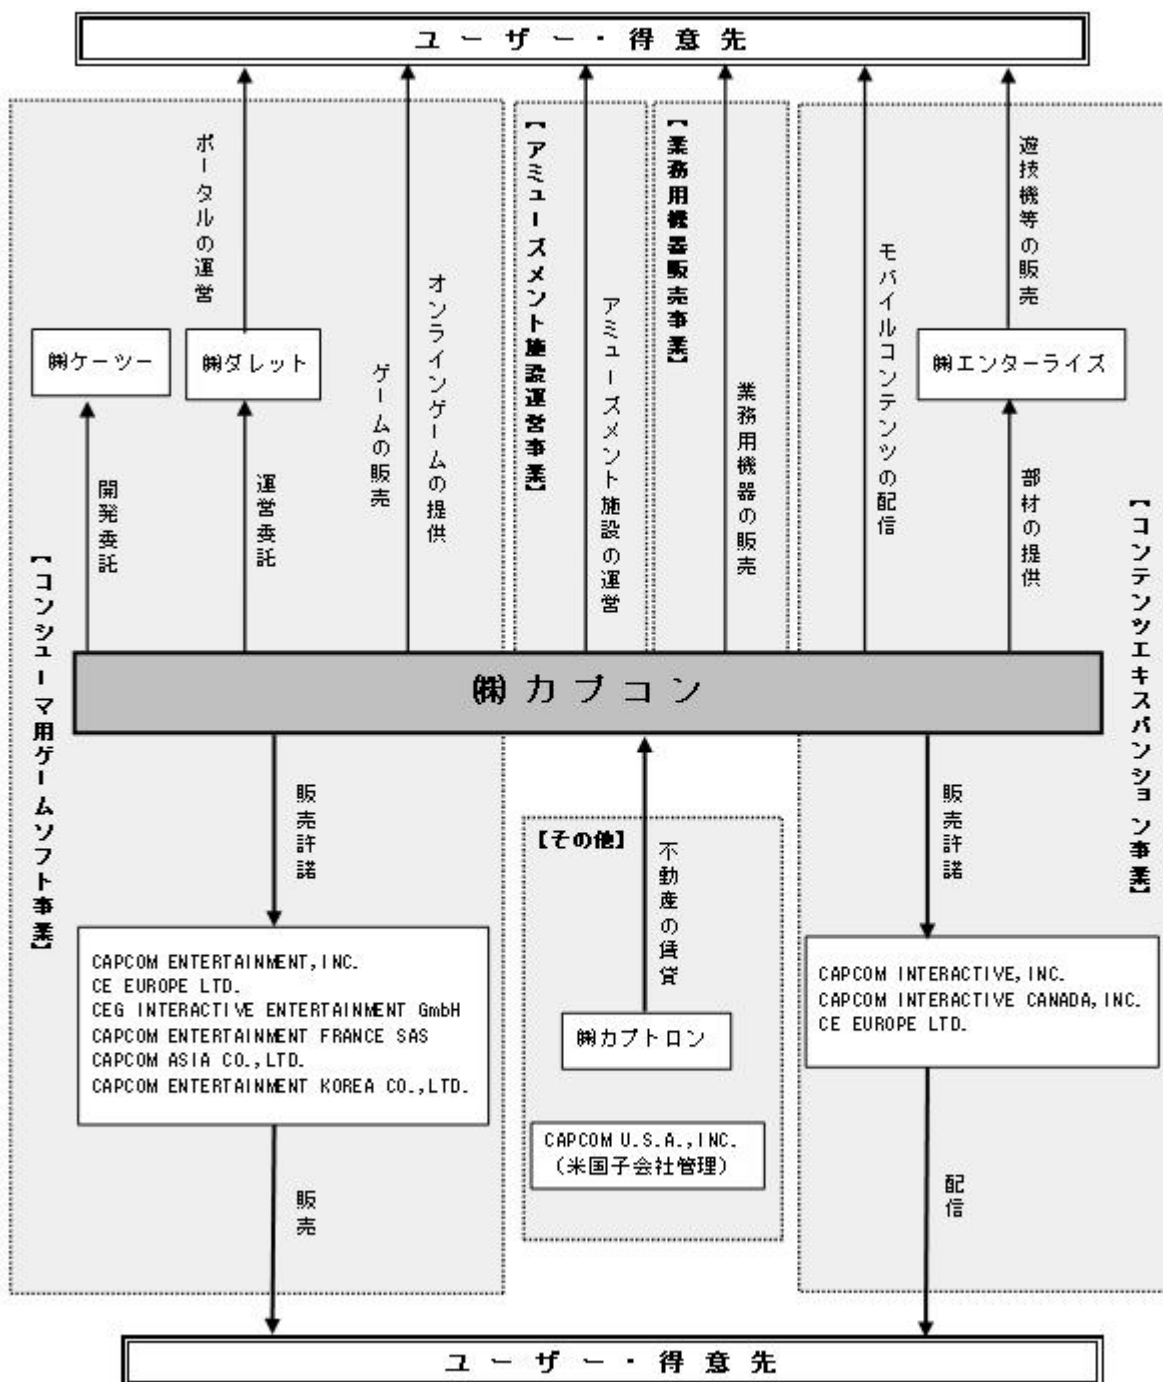 ユーザー・得意先
ポータルの運営
ゲームの販売
オンラインゲームの提供
【アミューズメント施設運営事業】
アミューズメント施設の運営
【業務用機器販売事業】
業務用機器の販売
モバイルコンテンツの配信
遊技機等の販売
㈱ケーツー
㈱ダレット
㈱エンターライズ
開発委託
運営委託
部材の提供
【コンシューマ用ゲームソフト事業】
【コンテンツエキスパンション事業】
㈱カプコン
販売許諾
【その他】
不動産の賃貸
販売許諾
CAPCOM ENTERTAINMENT,INC.
CE EUROPE LTD.
CEG INTERACTIVE ENTERTAINMENT GmbH
CAPCOM ENTERTAINMENT FRANCE SAS
CAPCOM ASIA CO.,LTD.
CAPCOM ENTERTAINMENT KOREA CO.,LTD.
㈱カプトロン
CAPCOM U.S.A.,INC.
(米国子会社管理)
CAPCOM INTERACTIVE,INC.
CAPCOM INTERACTIVE CANADA,INC.
CE EUROPE LTD.
販売
配信
ユーザー・得意先